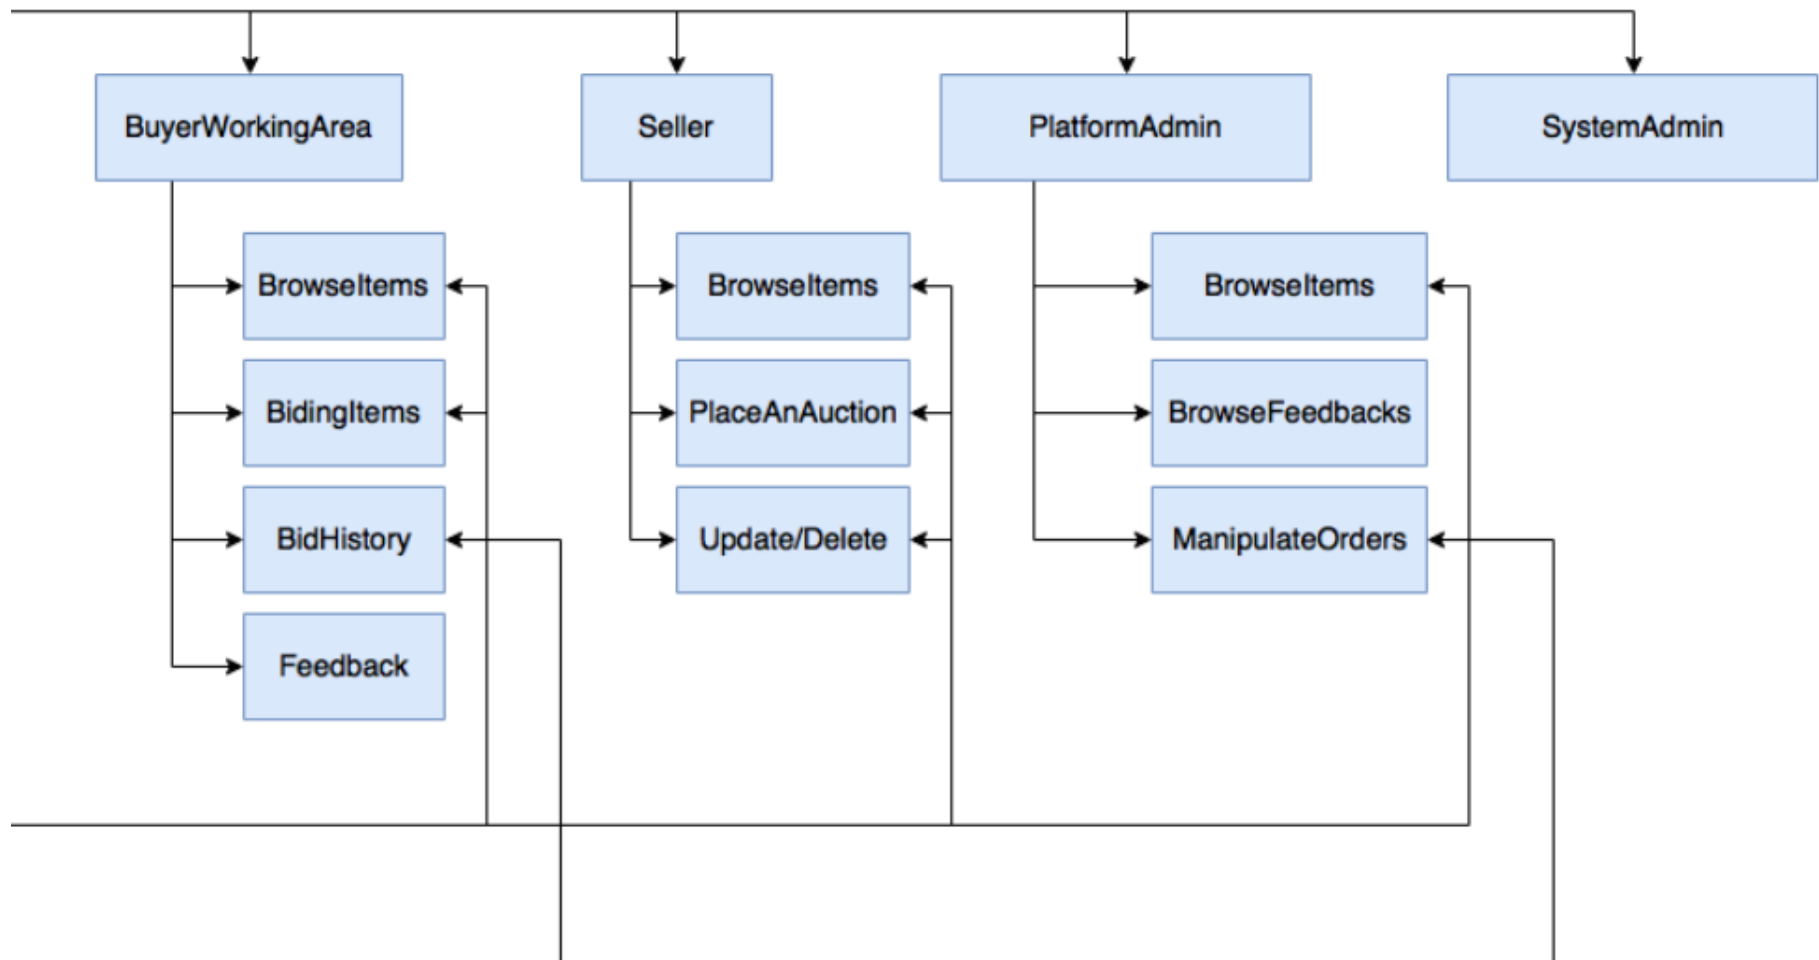 BuyerWorkingArea
Seller
PlatformAdmin
SystemAdmin
BrowseItems
BrowseItems
BrowseItems
BidingItems
PlaceAnAuction
BrowseFeedbacks
BidHistory
Update/Delete
ManipulateOrders
Feedback